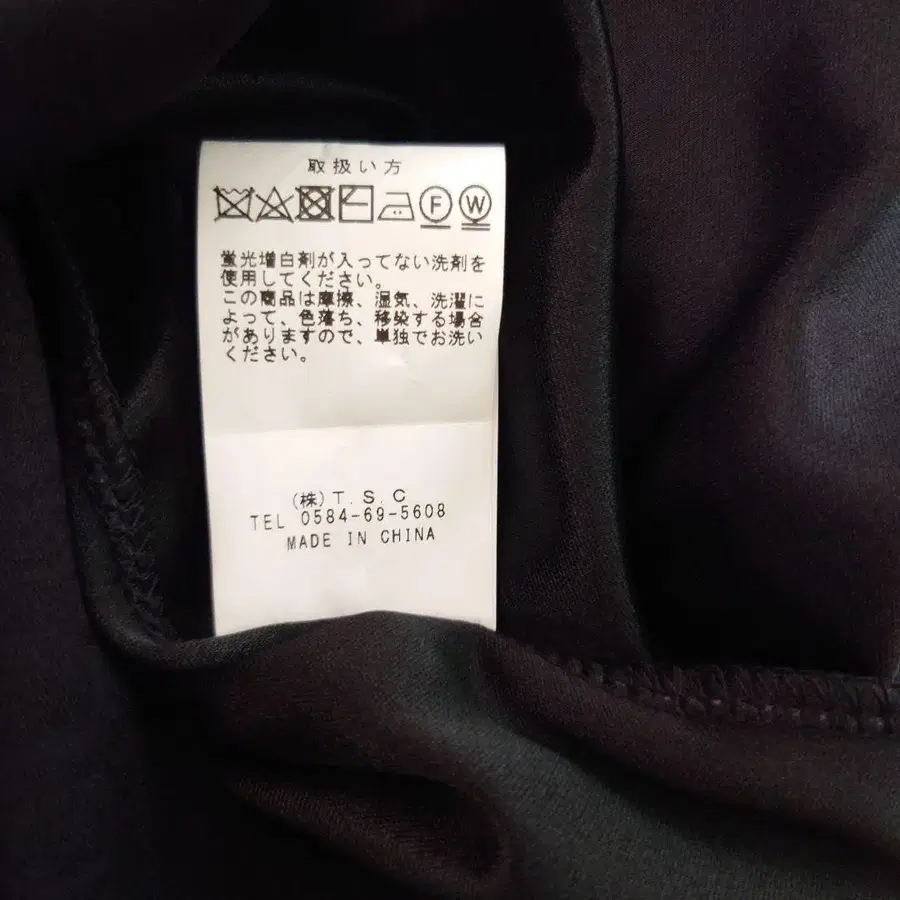 取扱い方
F W
蛍光増白剤が入ってない洗剤を
使用してください。
この商品は摩擦、湿気、洗濯に
よって、色落ち、移染する場合
がありますので、単独でお洗い
ください。
(株)T.S.C
TEL 0584-69-5608
MADE IN CHINA